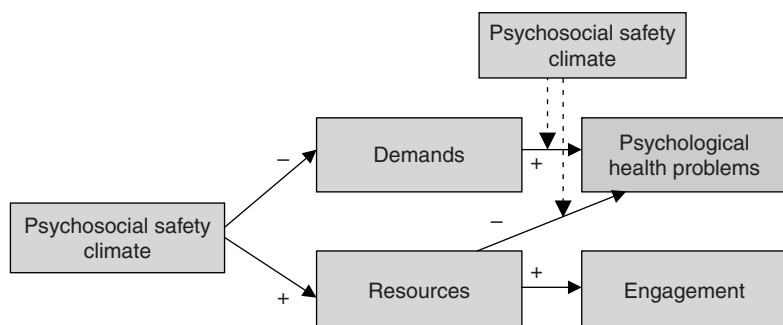 Psychosocial safety
climate
Demands
Psychological
health problems
+
–
Psychosocial safety
climate
–
+
Resources
+
Engagement